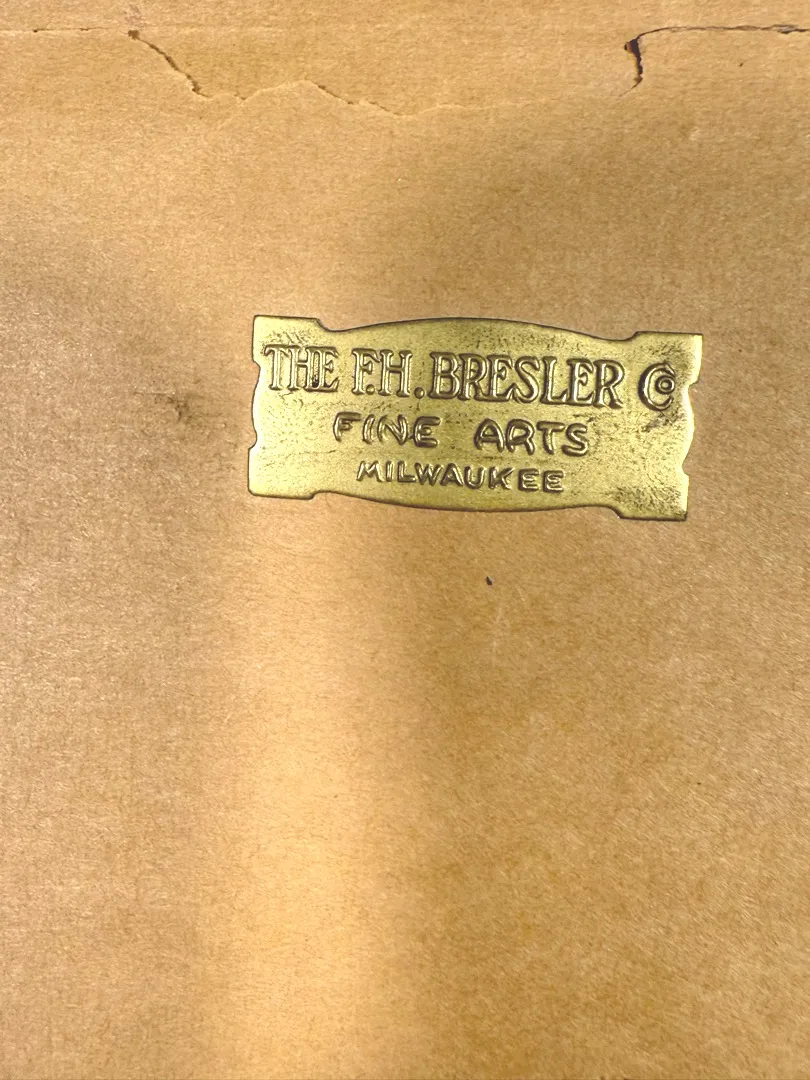 THE F.H. BRESLER Co
FINE ARTS
MILWAUKEE